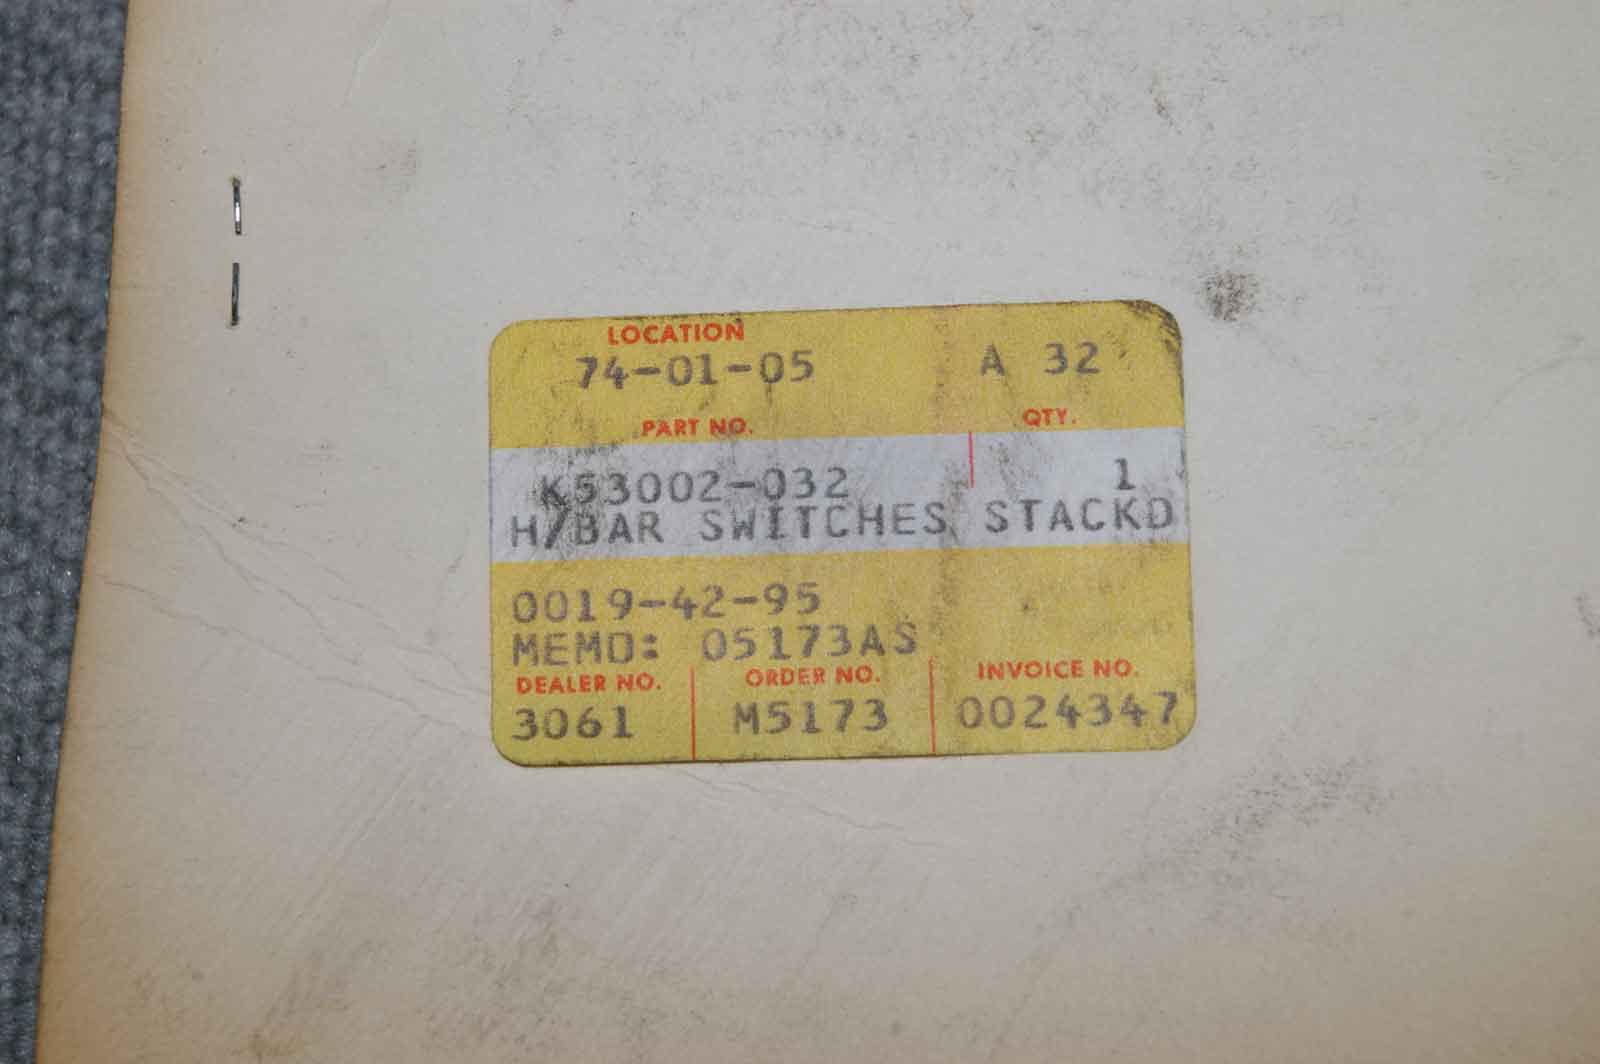 LOCATION
74-01-05 A 32
PART NO. QTY.
K53002-032 1
H/BAR SWITCHES STACKD
0019-42-95
MEMO: 05173AS
DEALER NO. ORDER NO. INVOICE NO.
3061 M5173 0024347